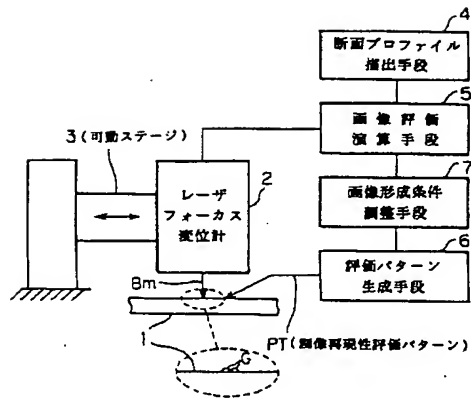 4
断面プロファイル
描出手段
5
画像評価
演算手段
7
画像形成条件
調整手段
6
評価パターン
生成手段
3(可動ステージ)
レーザ
フォーカス
変位計
2
Bm
1
G
PT(画像再現性評価パターン)